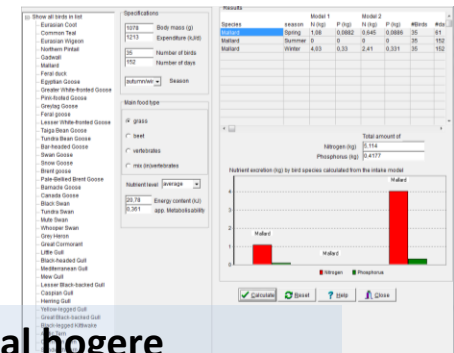 Show all birds in list
Eurasian Coot
Common Teal
Eurasian Wigeon
Northern Pintail
Gadwall
Mallard
Feral duck
Egyptian Goose
Greater White-fronted Goose
Pink-footed Goose
Greylag Goose
Feral goose
Lesser White-fronted Goose
Taiga Bean Goose
Tundra Bean Goose
Bar-headed Goose
Swan Goose
Snow Goose
Brent goose
Pale-Bellied Brent Goose
Barnacle Goose
Canada Goose
Black Swan
Tundra Swan
Mute Swan
Whooper Swan
Grey Heron
Great Cormorant
Little Gull
Black-headed Gull
Mediterranean Gull
Mew Gull
Lesser Black-backed Gull
Caspian Gull
Herring Gull
Yellow-legged Gull
Great Black-backed Gull
Black-legged Kittiwake
Tern
Specifications
1078 Body mass (g)
1213 Expenditure (kJ/d)
35 Number of birds
152 Number of days
autumn/wi Season
Main food type
grass
beet
vertebrates
mix (in)vertebrates
Nutrient level average
20,78 Energy content (kJ)
0,361 app. Metabolisability
Results
Model 1 Model 2
Species season N (kg) P (kg) N (kg) P (kg) #Birds #da
Mallard Spring 1,08 0,0882 0,645 0,0886 35 61
Mallard Summer 0 0 0 0 35 152
Mallard Winter 4,03 0,33 2,41 0,331 35 152
Total amount of
Nitrogen (kg) 5,114
Phosphorus (kg) 0,4177
Nutrient excretion (kg) by bird species calculated from the intake model
Mallard
4
3
2
Mallard
1
Mallard
0
Nitrogen Phosphorus
Calculate Reset Help Close
al hogere